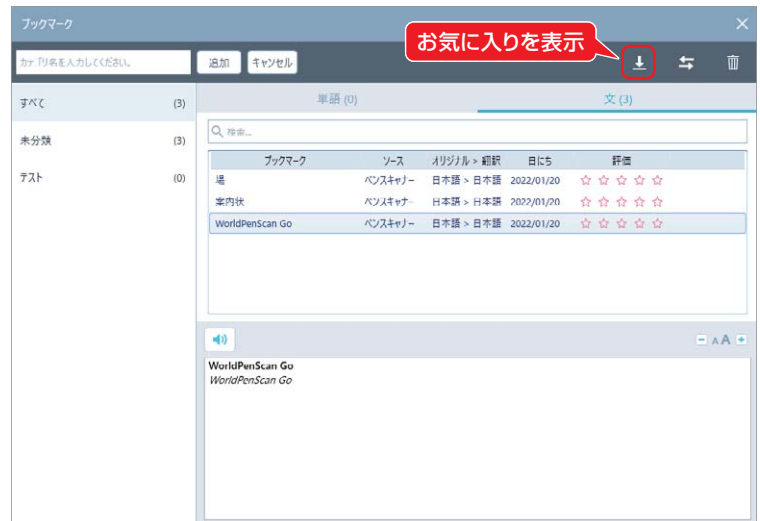 ブックマーク
お気に入りを表示
カテゴリ名を入力してください。 追加 キャンセル
すべて (3)
未分類 (3)
テスト (0)
単語 (0) 文 (3)
検索...
ブックマーク ソース オリジナル > 翻訳 日にち 評価
場 ペンスキャナー 日本語 > 日本語 2022/01/20
案内状 ペンスキャナー 日本語 > 日本語 2022/01/20
WorldPenScan Go ペンスキャナー 日本語 > 日本語 2022/01/20
A A
WorldPenScan Go
WorldPenScan Go